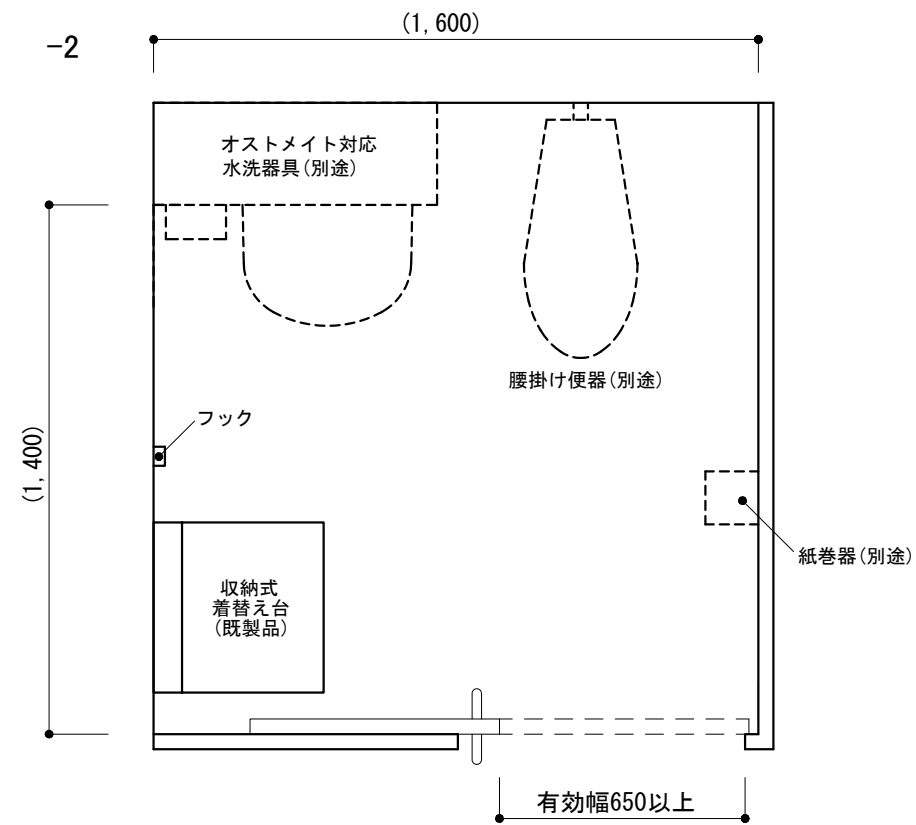 -2
(1,600)
オストメイト対応
水洗器具(別途)
腰掛け便器(別途)
フック
(1,400)
紙巻器(別途)
収納式
着替え台
(既製品)
有効幅650以上